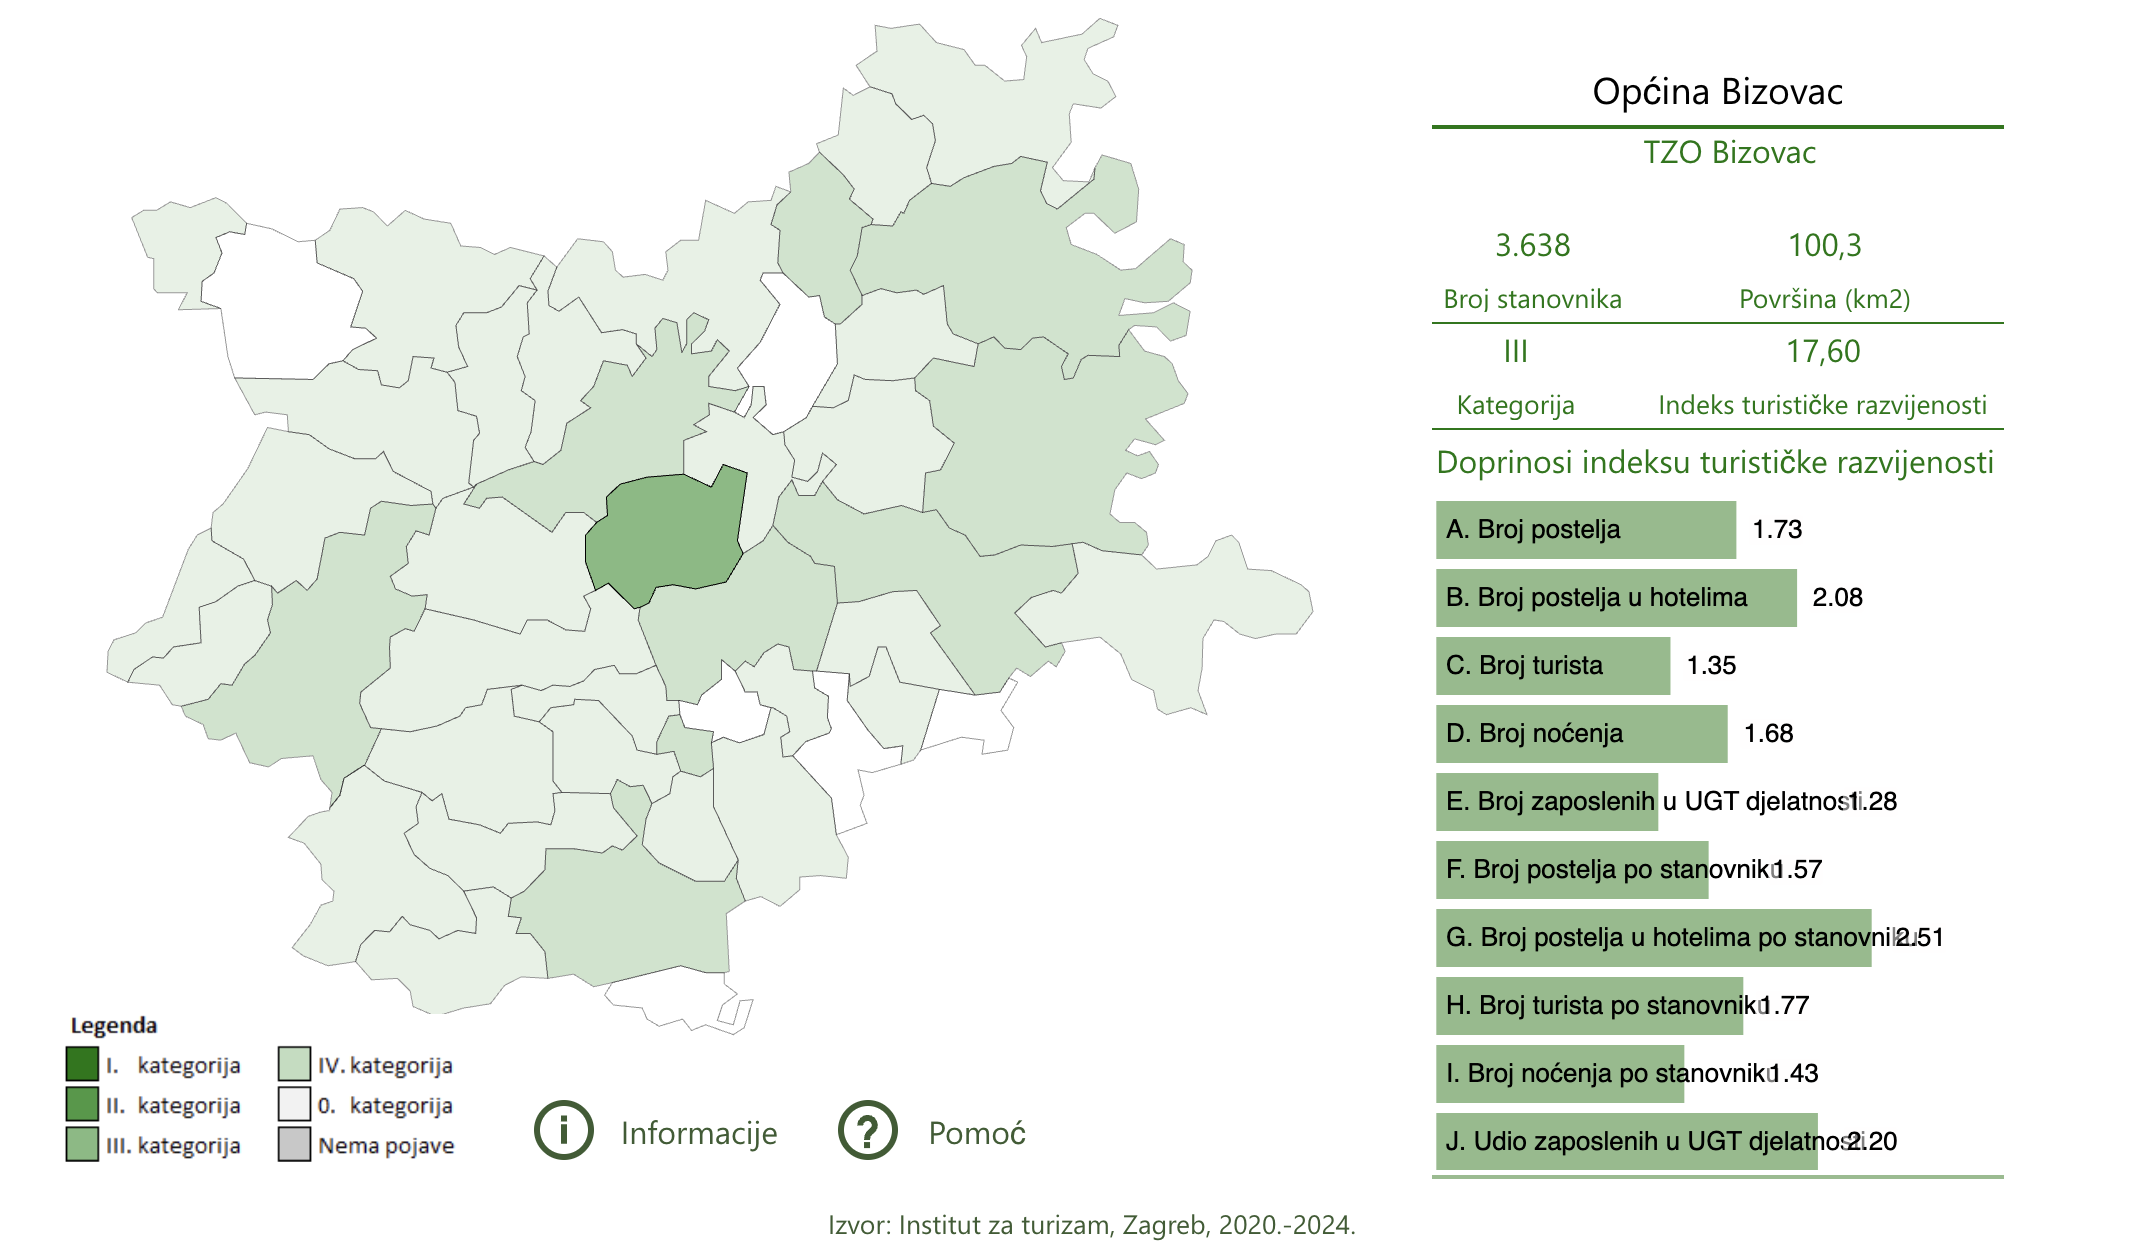 Općina Bizovac
TZO Bizovac
3.638 100,3
Broj stanovnika Površina (km2)
III 17,60
Kategorija Indeks turističke razvijenosti
Doprinosi indeksu turističke razvijenosti
A. Broj postelja 1.73
B. Broj postelja u hotelima 2.08
C. Broj turista 1.35
D. Broj noćenja 1.68
E. Broj zaposlenih u UGT djelatnosti 1.28
F. Broj postelja po stanovniku 1.57
G. Broj postelja u hotelima po stanovniku 2.51
H. Broj turista po stanovniku 1.77
I. Broj noćenja po stanovniku 1.43
J. Udio zaposlenih u UGT djelatnosti 2.20
Legenda
I. kategorija IV. kategorija
II. kategorija 0. kategorija
III. kategorija Nema pojave
i Informacije ? Pomoć
Izvor: Institut za turizam, Zagreb, 2020.-2024.